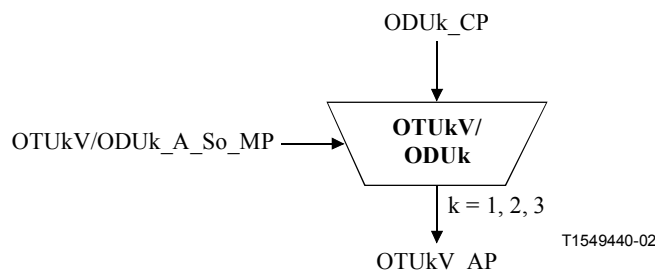 ODUk_CP
OTUkV/ODUk_A_So_MP
OTUkV/
ODUk
k = 1, 2, 3
T1549440-02
OTUkV_AP